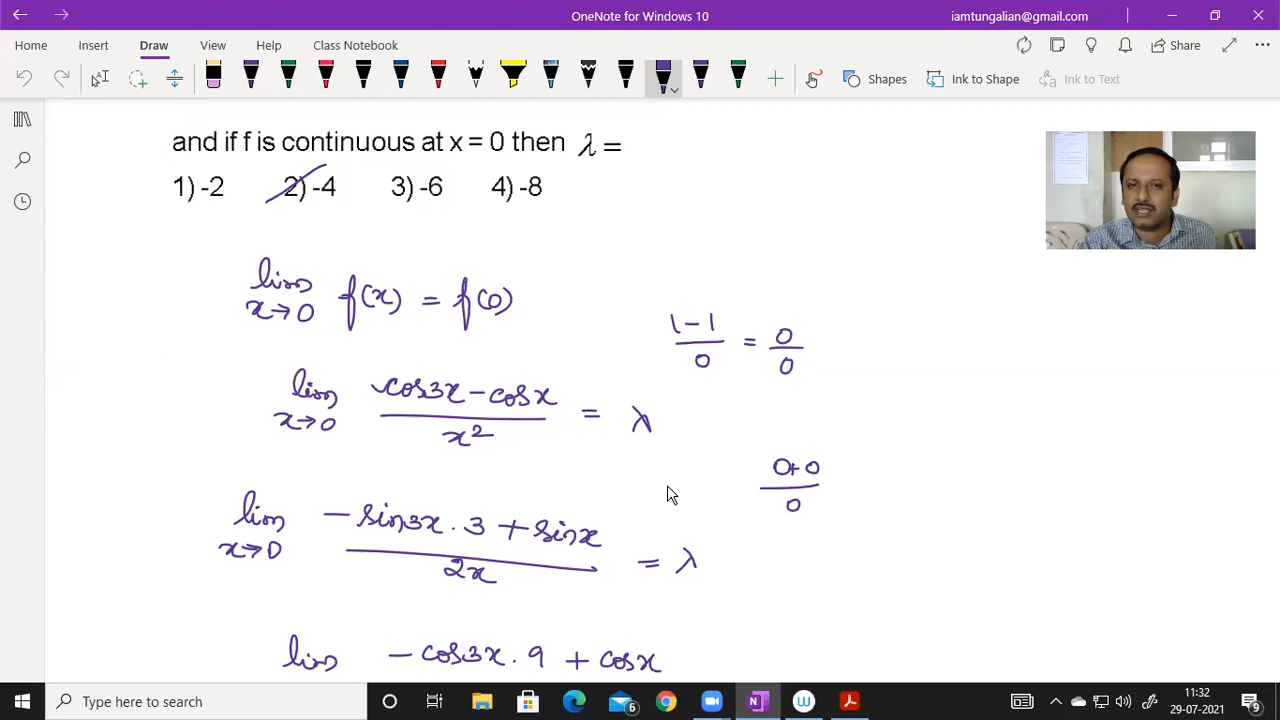 OneNote for Windows 10
iamtungalian@gmail.com
Home Insert Draw View Help Class Notebook Share
Shapes Ink to Shape Ink to Text
and if f is continuous at x = 0 then λ =
1) -2 2) -4 3) -6 4) -8
lim x→0 f(x) = f(0)
1-1/0 = 0/0
lim x→0 cos3x - cosx / x² = λ
0+0/0
lim x→0 -sin3x . 3 + sinx / 2x = λ
lim -cos3x . 9 + cosx
Type here to search
6
W
N
11:32
29-07-2021
9